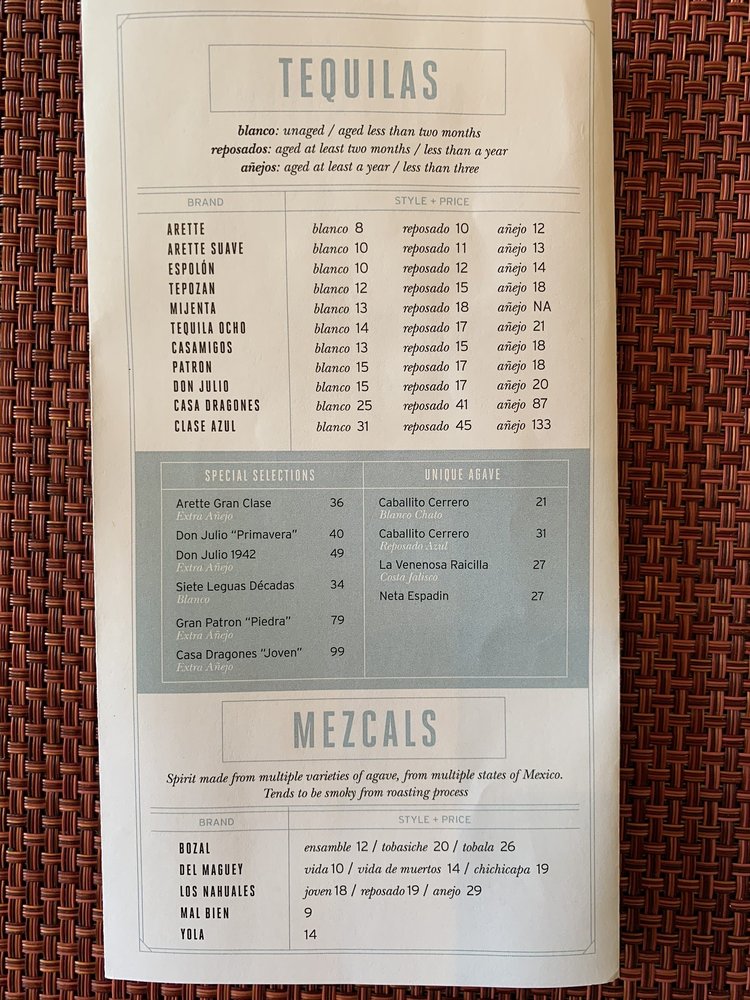 TEQUILAS
blanco: unaged / aged less than two months
reposados: aged at least two months / less than a year
añejos: aged at least a year / less than three
BRAND STYLE + PRICE
ARETTE blanco 8 reposado 10 añejo 12
ARETTE SUAVE blanco 10 reposado 11 añejo 13
ESPOLÓN blanco 10 reposado 12 añejo 14
TEPOZAN blanco 12 reposado 15 añejo 18
MIJENTA blanco 13 reposado 18 añejo NA
TEQUILA OCHO blanco 14 reposado 17 añejo 21
CASAMIGOS blanco 13 reposado 15 añejo 18
PATRON blanco 15 reposado 17 añejo 18
DON JULIO blanco 15 reposado 17 añejo 20
CASA DRAGONES blanco 25 reposado 41 añejo 87
CLASE AZUL blanco 31 reposado 45 añejo 133
SPECIAL SELECTIONS
Arette Gran Clase 36
Extra Añejo
Don Julio "Primavera" 40
Don Julio 1942 49
Extra Añejo
Siete Leguas Décadas 34
Blanco
Gran Patron "Piedra" 79
Extra Añejo
Casa Dragones "Joven" 99
Extra Añejo
UNIQUE AGAVE
Caballito Cerrero 21
Blanco Chato
Caballito Cerrero 31
Reposado Azul
La Venenosa Raicilla 27
Costa Jalisco
Neta Espadin 27
MEZCALS
Spirit made from multiple varieties of agave, from multiple states of Mexico.
Tends to be smoky from roasting process
BRAND STYLE + PRICE
BOZAL ensamble 12 / tobasiche 20 / tobala 26
DEL MAGUEY vida 10 / vida de muertos 14 / chichicapa 19
LOS NAHUALES joven 18 / reposado 19 / anejo 29
MAL BIEN 9
YOLA 14